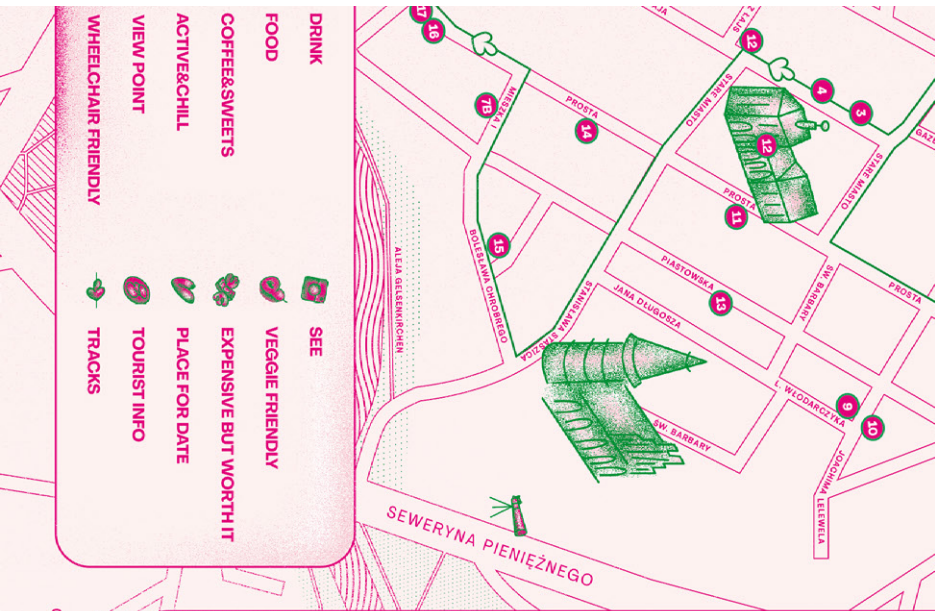 DRINK
FOOD
COFFEE&SWEETS
ACTIVE&CHILL
VIEW POINT
WHEELCHAIR FRIENDLY
SEE
VEGGIE FRIENDLY
EXPENSIVE BUT WORTH IT
PLACE FOR DATE
TOURIST INFO
TRACKS
17
16
7B
MIESZKA I
PROSTA
14
12
4
3
STARE MIASTO
12
STARE MIASTO
PROSTA
11
15
BOLESŁAWA CHROBREGO
ALEJA GELSENKIRCHEN
STANISŁAWA STASZICA
PIASTOWSKA
13
JANA DŁUGOSZA
ŚW. BARBARY
PROSTA
L. WŁODARCZYKA
9
10
JOACHIMA LELEWELA
ŚW. BARBARY
SEWERYNA PIENIĘŻNEGO